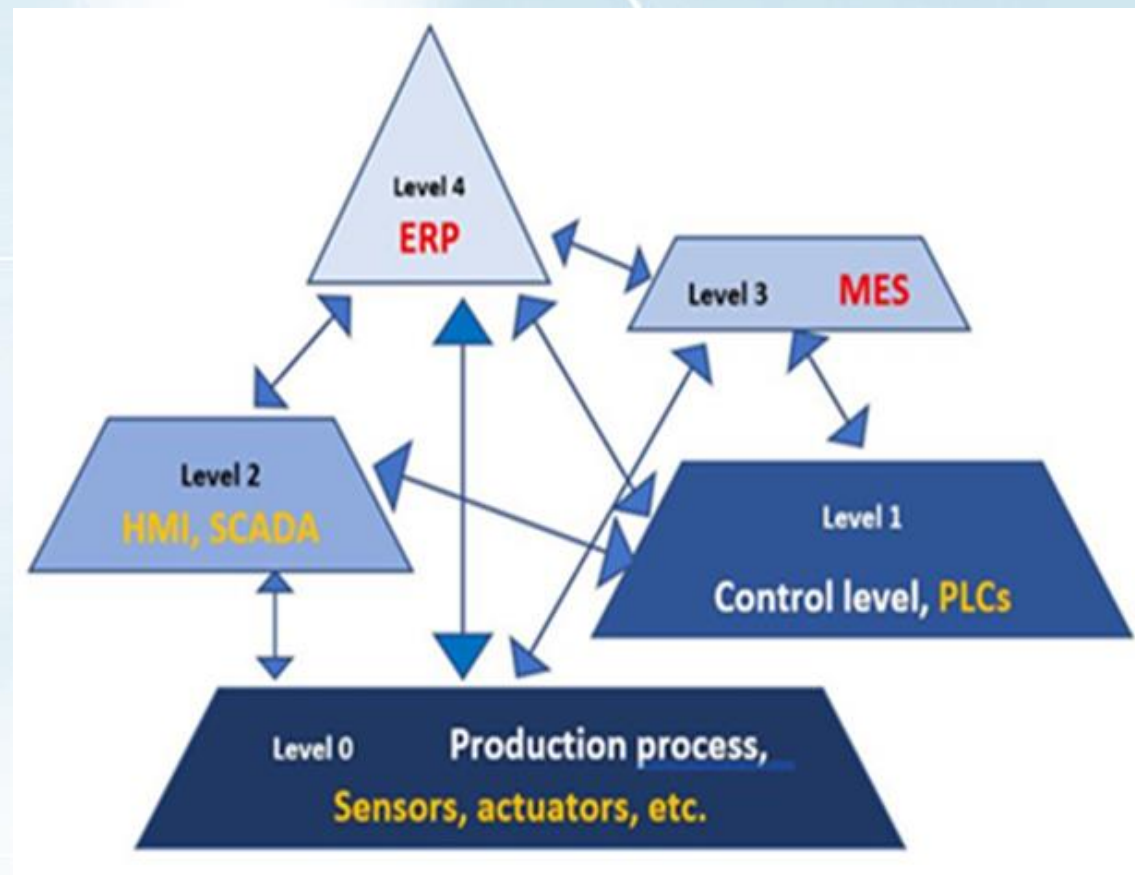 Level 4
ERP
Level 3 MES
Level 2
HMI, SCADA
Level 1
Control level, PLCs
Level 0 Production process,
Sensors, actuators, etc.